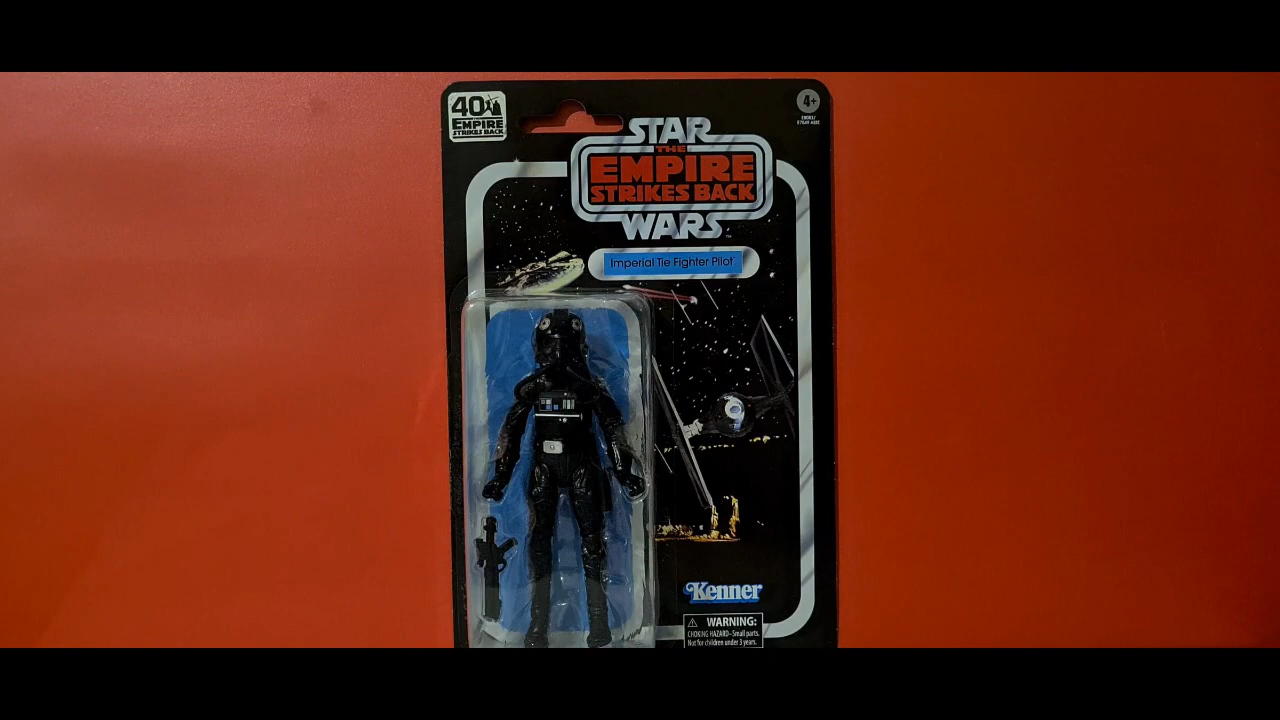 40
EMPIRE
STRIKES BACK
4+
STAR
THE
EMPIRE
STRIKES BACK
WARS
Imperial Tie Fighter Pilot
Kenner
WARNING:
CHOKING HAZARD–Small parts.
Not for children under 3 years.